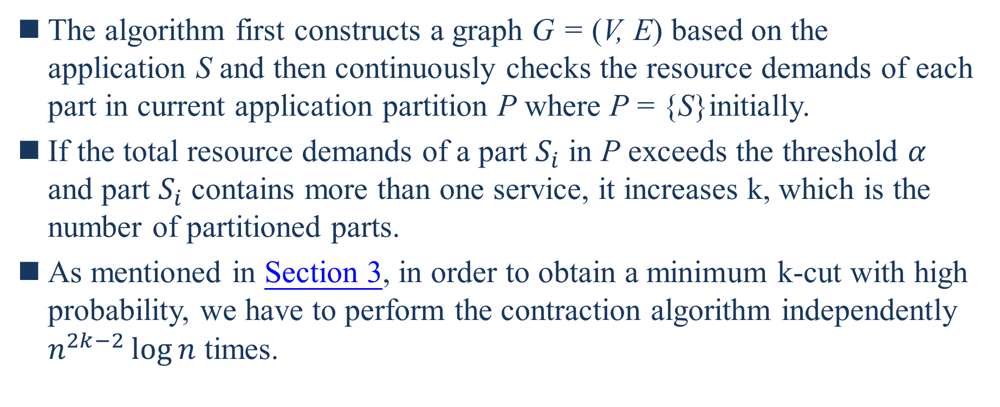 ■ The algorithm first constructs a graph G = (V, E) based on the
application S and then continuously checks the resource demands of each
part in current application partition P where P = {S}initially.
■ If the total resource demands of a part Sᵢ in P exceeds the threshold α
and part Sᵢ contains more than one service, it increases k, which is the
number of partitioned parts.
■ As mentioned in Section 3, in order to obtain a minimum k-cut with high
probability, we have to perform the contraction algorithm independently
n²ᵏ⁻² log n times.